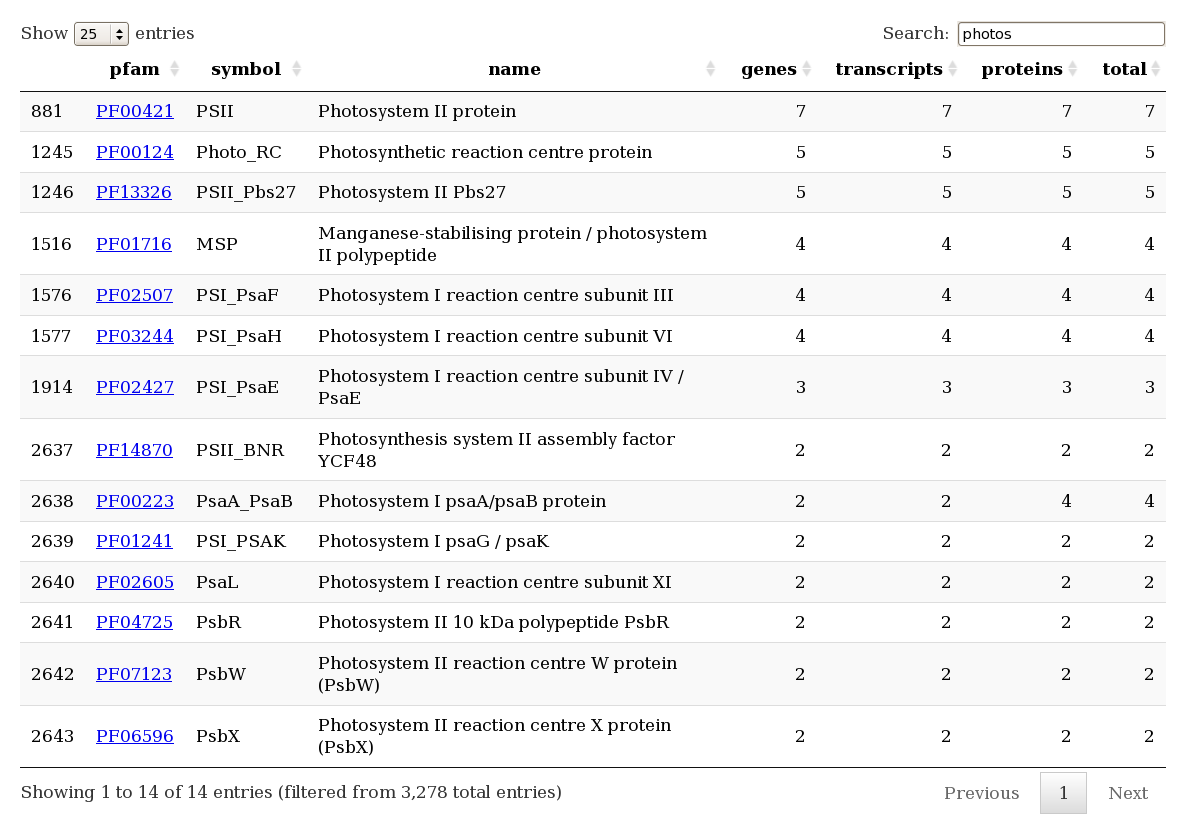 Show 25 entries Search: photos
pfam symbol name genes transcripts proteins total
881 PF00421 PSII Photosystem II protein 7 7 7 7
1245 PF00124 Photo_RC Photosynthetic reaction centre protein 5 5 5 5
1246 PF13326 PSII_Pbs27 Photosystem II Pbs27 5 5 5 5
1516 PF01716 MSP Manganese-stabilising protein / photosystem
II polypeptide 4 4 4 4
1576 PF02507 PSI_PsaF Photosystem I reaction centre subunit III 4 4 4 4
1577 PF03244 PSI_PsaH Photosystem I reaction centre subunit VI 4 4 4 4
1914 PF02427 PSI_PsaE Photosystem I reaction centre subunit IV /
PsaE 3 3 3 3
2637 PF14870 PSII_BNR Photosynthesis system II assembly factor
YCF48 2 2 2 2
2638 PF00223 PsaA_PsaB Photosystem I psaA/psaB protein 2 2 4 4
2639 PF01241 PSI_PSAK Photosystem I psaG / psaK 2 2 2 2
2640 PF02605 PsaL Photosystem I reaction centre subunit XI 2 2 2 2
2641 PF04725 PsbR Photosystem II 10 kDa polypeptide PsbR 2 2 2 2
2642 PF07123 PsbW Photosystem II reaction centre W protein
(PsbW) 2 2 2 2
2643 PF06596 PsbX Photosystem II reaction centre X protein
(PsbX) 2 2 2 2
Showing 1 to 14 of 14 entries (filtered from 3,278 total entries) Previous 1 Next